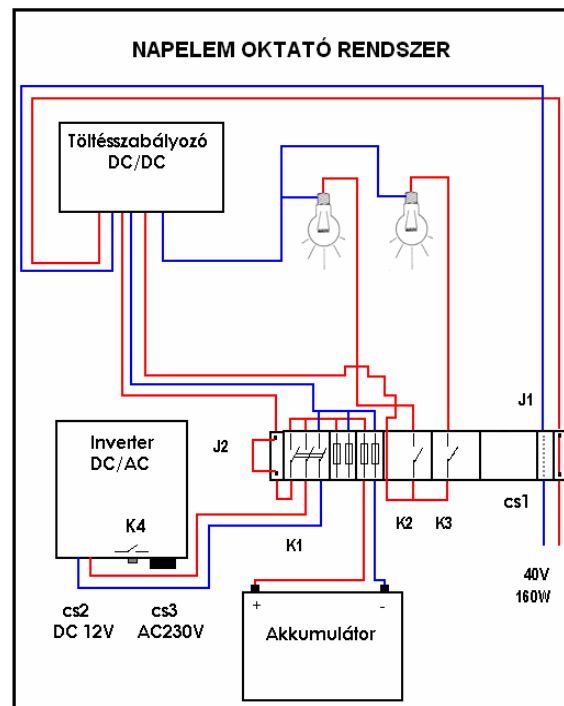 NAPELEM OKTATÓ RENDSZER
Töltésszabályozó
DC/DC
J1
Inverter
DC/AC
J2
K4
cs1
K1
K2
K3
40V
160W
cs2
DC 12V
cs3
AC230V
+
-
Akkumulátor